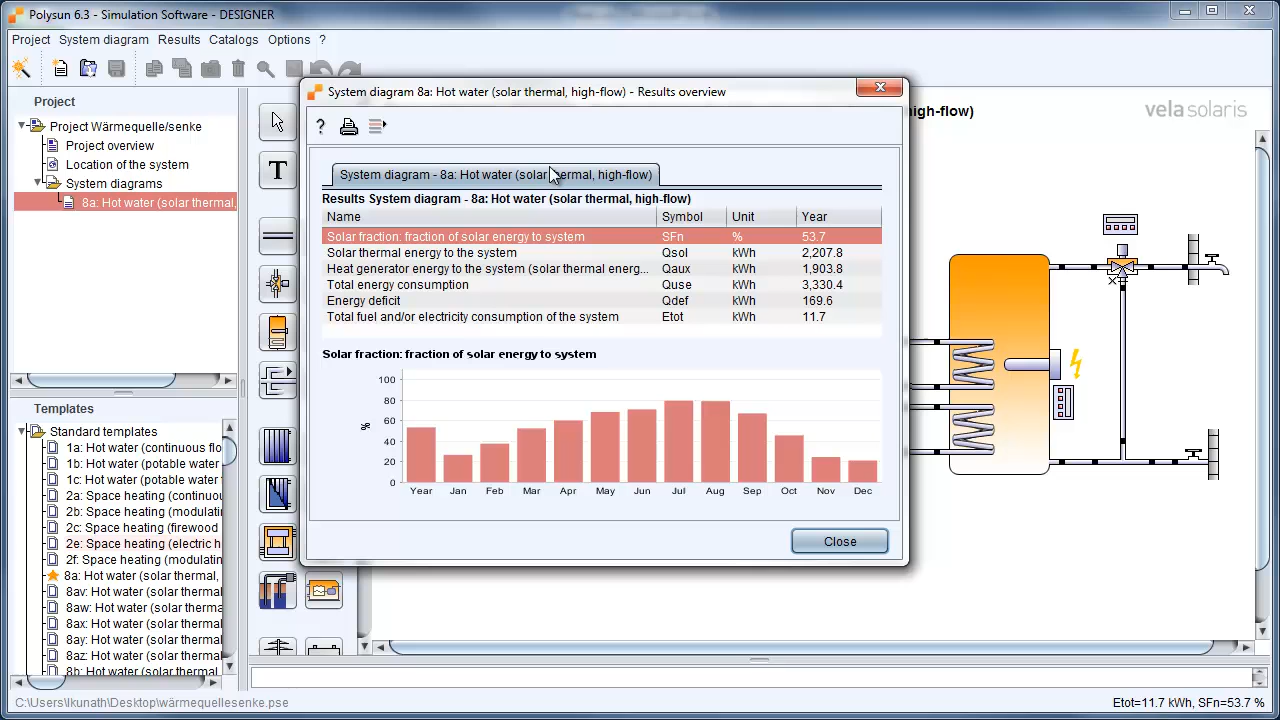 Polysun 6.3 - Simulation Software - DESIGNER
Project System diagram Results Catalogs Options ?
Project
Project Wärmequelle/senke
Project overview
Location of the system
System diagrams
8a: Hot water (solar thermal,
Templates
Standard templates
1a: Hot water (continuous flo
1b: Hot water (potable water
1c: Hot water (potable water
2a: Space heating (continuou
2b: Space heating (modulatin
2c: Space heating (firewood
2e: Space heating (electric h
2f: Space heating (modulatin
8a: Hot water (solar thermal,
8av: Hot water (solar thermal
8aw: Hot water (solar thermal
8ax: Hot water (solar thermal
8ay: Hot water (solar thermal
8az: Hot water (solar thermal
8b: Hot water (solar thermal
T
igh-flow)
vela solaris
System diagram 8a: Hot water (solar thermal, high-flow) - Results overview
?
System diagram - 8a: Hot water (solar thermal, high-flow)
Results System diagram - 8a: Hot water (solar thermal, high-flow)
Name Symbol Unit Year
Solar fraction: fraction of solar energy to system SFn % 53.7
Solar thermal energy to the system Qsol kWh 2,207.8
Heat generator energy to the system (solar thermal energ... Qaux kWh 1,903.8
Total energy consumption Quse kWh 3,330.4
Energy deficit Qdef kWh 169.6
Total fuel and/or electricity consumption of the system Etot kWh 11.7
Solar fraction: fraction of solar energy to system
100
80
60
40
20
0
%
Year Jan Feb Mar Apr May Jun Jul Aug Sep Oct Nov Dec
Close
C:\Users\lkunath\Desktop\wärmequellesenke.pse
Etot=11.7 kWh, SFn=53.7 %